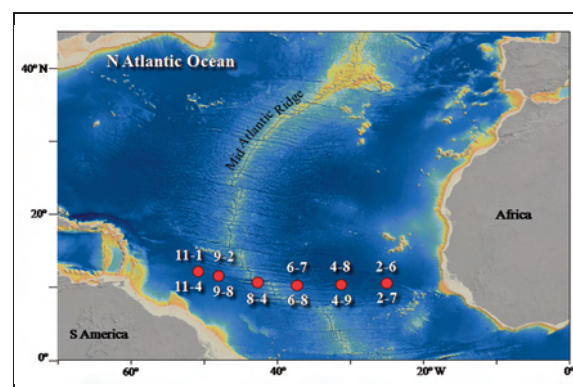 40°N
N Atlantic Ocean
Mid Atlantic Ridge
20°
Africa
11-1 9-2 6-7 4-8 2-6
11-4 9-8 8-4 6-8 4-9 2-7
S America
0°
60° 40° 20°W 0°